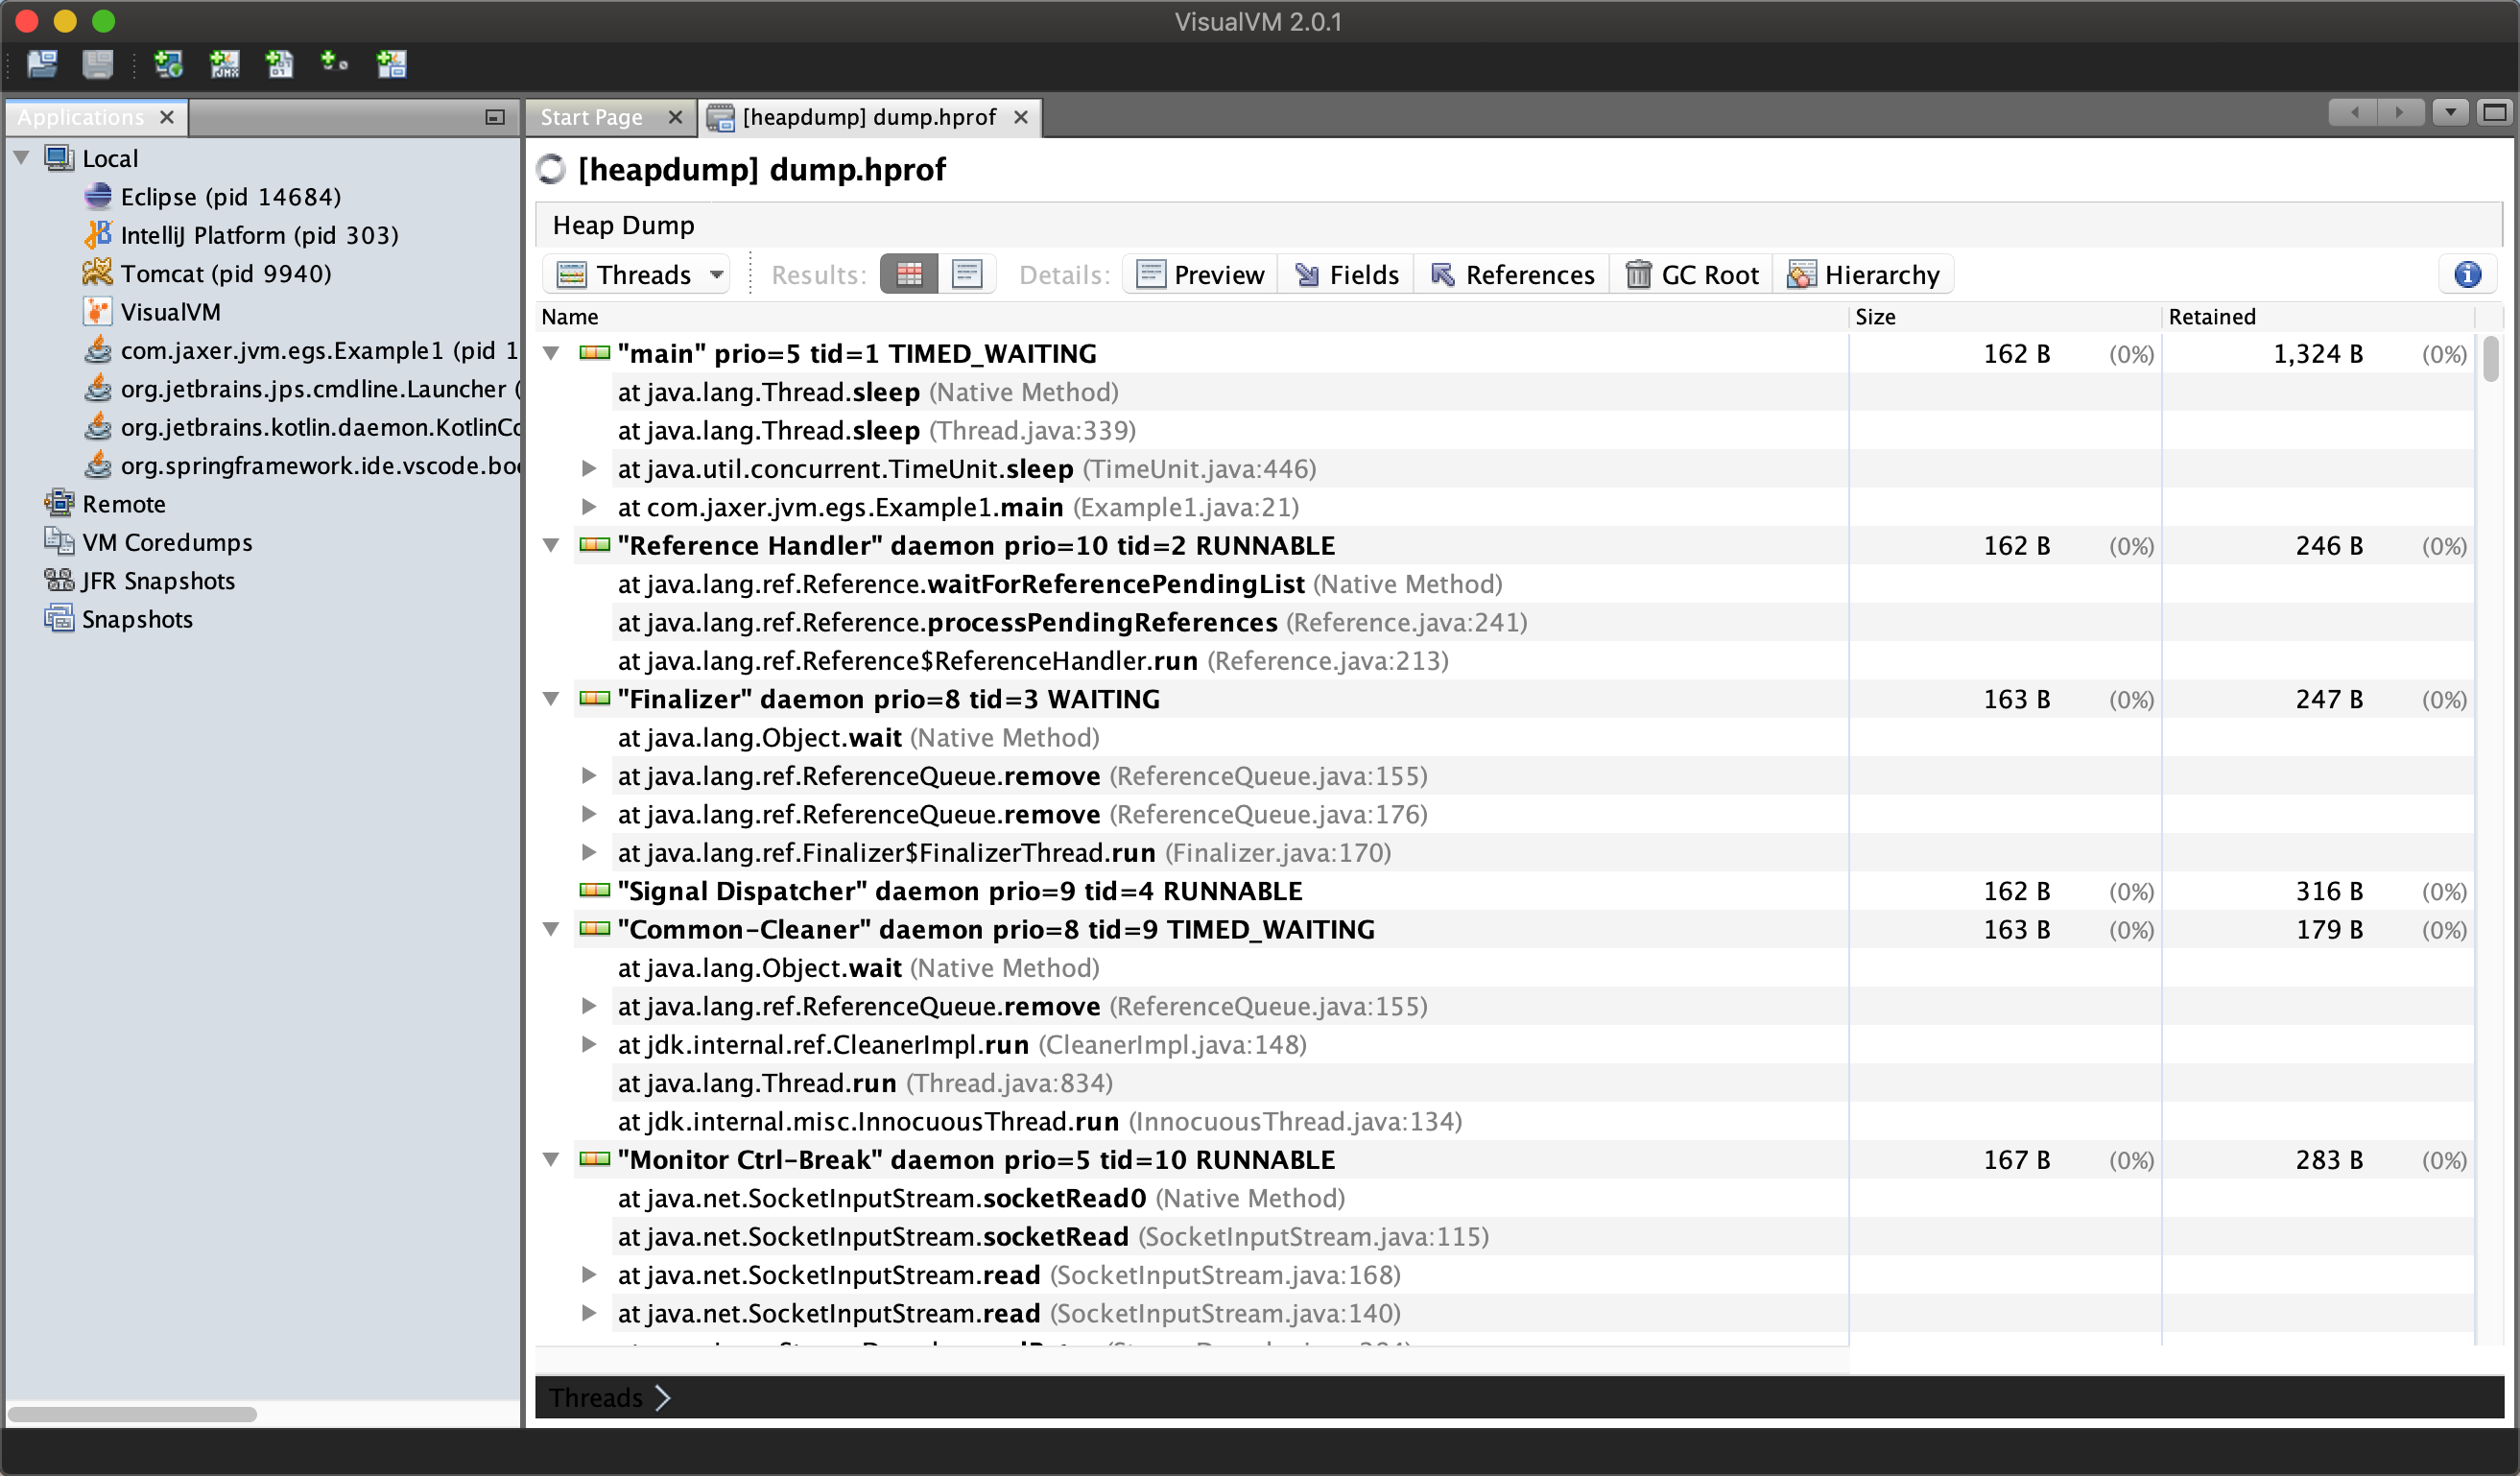 VisualVM 2.0.1
Applications
Start Page
[heapdump] dump.hprof
Local
Eclipse (pid 14684)
IntelliJ Platform (pid 303)
Tomcat (pid 9940)
VisualVM
com.jaxer.jvm.egs.Example1 (pid 1
org.jetbrains.jps.cmdline.Launcher (
org.jetbrains.kotlin.daemon.KotlinCo
org.springframework.ide.vscode.boo
Remote
VM Coredumps
JFR Snapshots
Snapshots
[heapdump] dump.hprof
Heap Dump
Threads Results: Details: Preview Fields References GC Root Hierarchy
Name Size Retained
"main" prio=5 tid=1 TIMED_WAITING 162 B (0%) 1,324 B (0%)
at java.lang.Thread.sleep (Native Method)
at java.lang.Thread.sleep (Thread.java:339)
at java.util.concurrent.TimeUnit.sleep (TimeUnit.java:446)
at com.jaxer.jvm.egs.Example1.main (Example1.java:21)
"Reference Handler" daemon prio=10 tid=2 RUNNABLE 162 B (0%) 246 B (0%)
at java.lang.ref.Reference.waitForReferencePendingList (Native Method)
at java.lang.ref.Reference.processPendingReferences (Reference.java:241)
at java.lang.ref.Reference$ReferenceHandler.run (Reference.java:213)
"Finalizer" daemon prio=8 tid=3 WAITING 163 B (0%) 247 B (0%)
at java.lang.Object.wait (Native Method)
at java.lang.ref.ReferenceQueue.remove (ReferenceQueue.java:155)
at java.lang.ref.ReferenceQueue.remove (ReferenceQueue.java:176)
at java.lang.ref.Finalizer$FinalizerThread.run (Finalizer.java:170)
"Signal Dispatcher" daemon prio=9 tid=4 RUNNABLE 162 B (0%) 316 B (0%)
"Common-Cleaner" daemon prio=8 tid=9 TIMED_WAITING 163 B (0%) 179 B (0%)
at java.lang.Object.wait (Native Method)
at java.lang.ref.ReferenceQueue.remove (ReferenceQueue.java:155)
at jdk.internal.ref.CleanerImpl.run (CleanerImpl.java:148)
at java.lang.Thread.run (Thread.java:834)
at jdk.internal.misc.InnocuousThread.run (InnocuousThread.java:134)
"Monitor Ctrl-Break" daemon prio=5 tid=10 RUNNABLE 167 B (0%) 283 B (0%)
at java.net.SocketInputStream.socketRead0 (Native Method)
at java.net.SocketInputStream.socketRead (SocketInputStream.java:115)
at java.net.SocketInputStream.read (SocketInputStream.java:168)
at java.net.SocketInputStream.read (SocketInputStream.java:140)
Threads